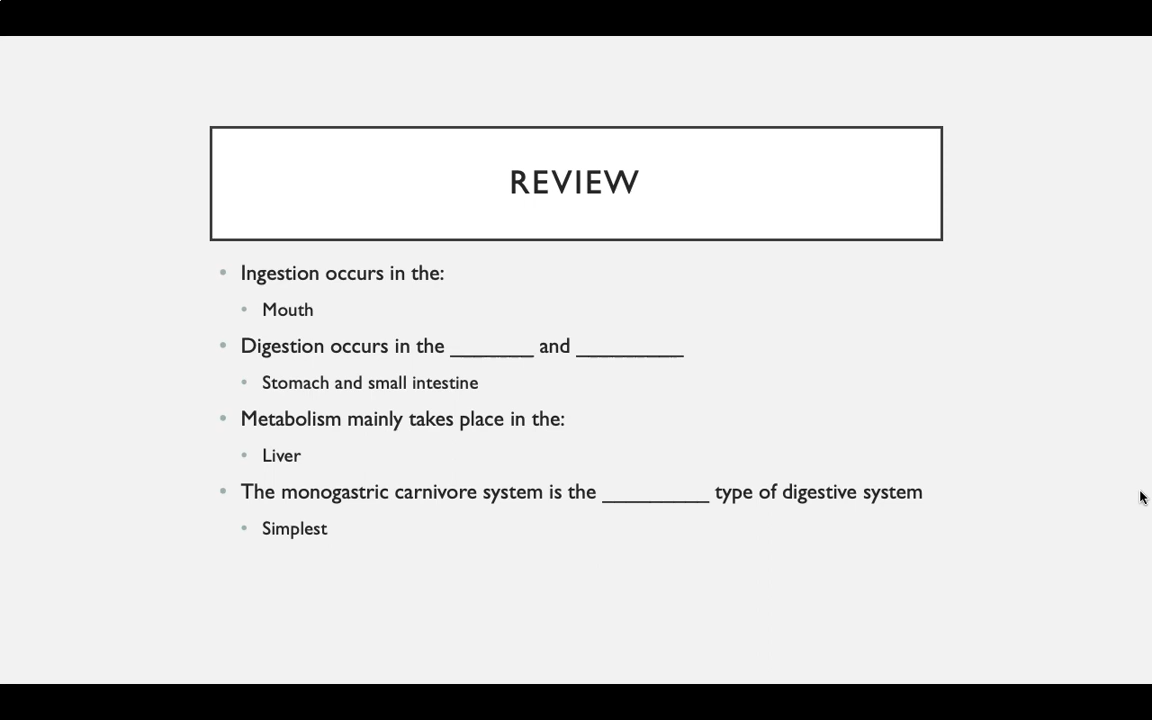 REVIEW
• Ingestion occurs in the:
• Mouth
• Digestion occurs in the ________ and __________
• Stomach and small intestine
• Metabolism mainly takes place in the:
• Liver
• The monogastric carnivore system is the __________ type of digestive system
• Simplest